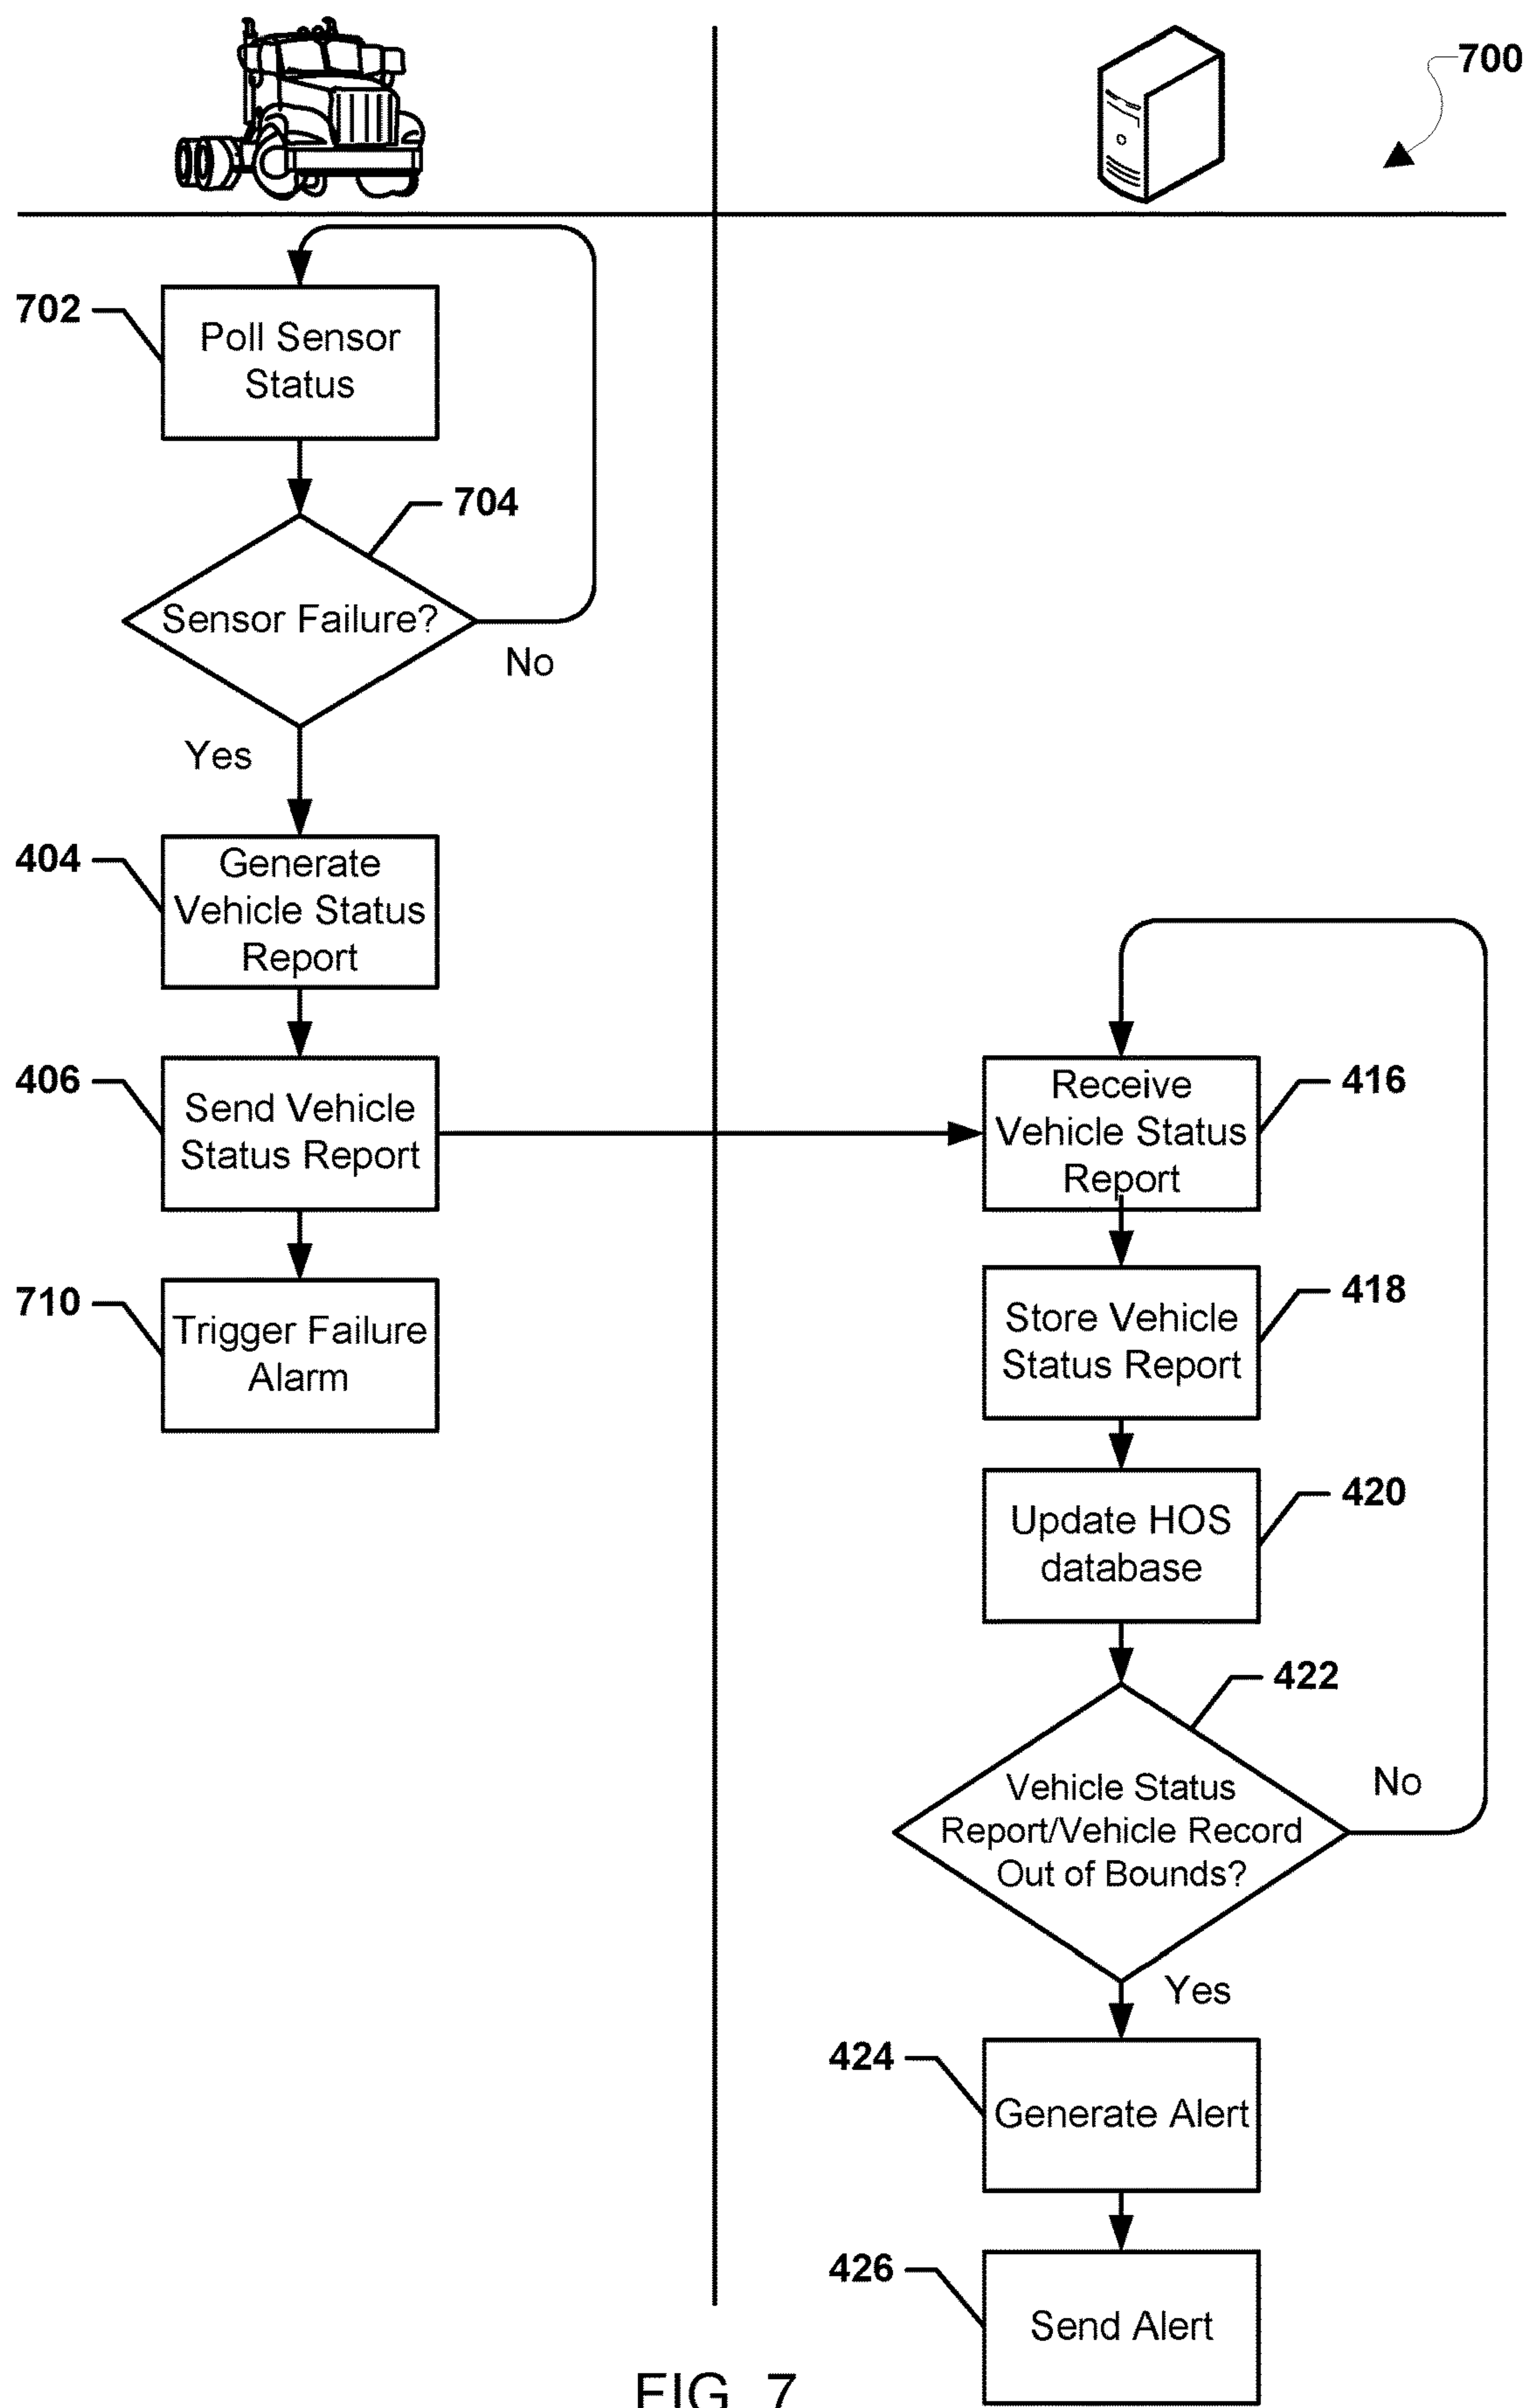 700
702
Poll Sensor
Status
704
Sensor Failure?
No
Yes
404
Generate
Vehicle Status
Report
406
Send Vehicle
Status Report
710
Trigger Failure
Alarm
Receive
Vehicle Status
Report
416
Store Vehicle
Status Report
418
Update HOS
database
420
422
Vehicle Status
Report/Vehicle Record
Out of Bounds?
No
Yes
424
Generate Alert
426
Send Alert
FIG. 7